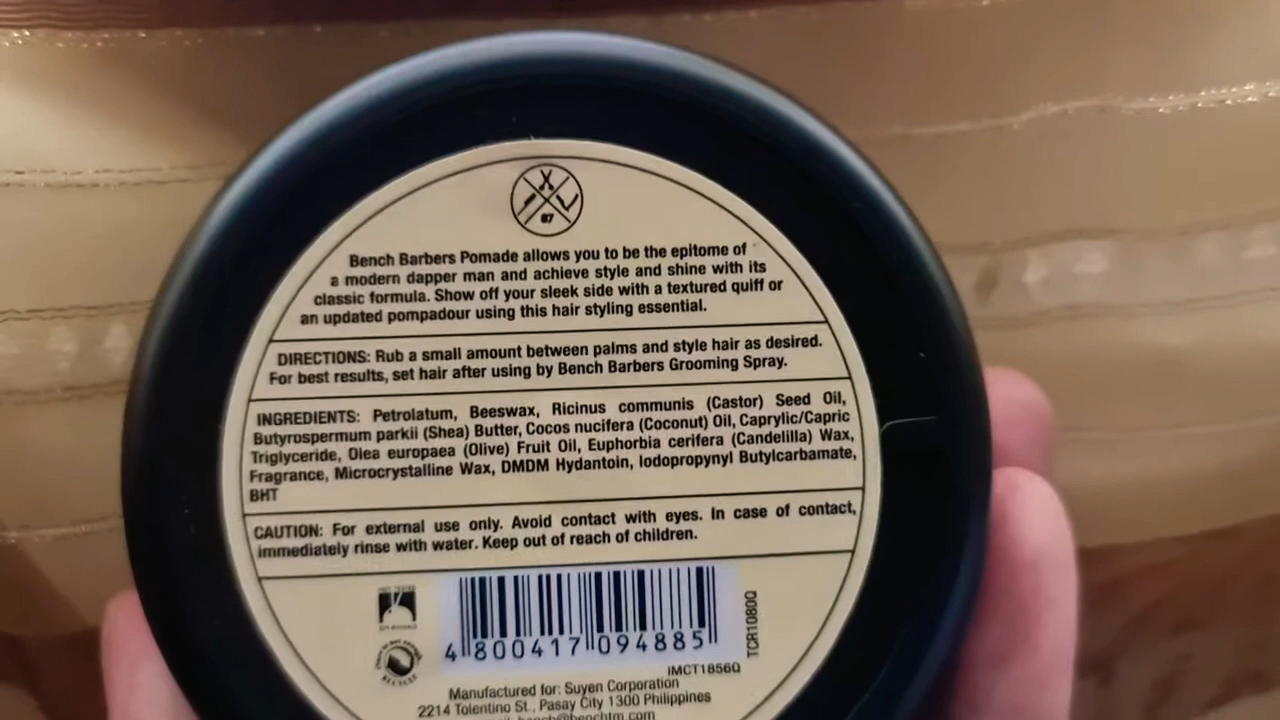 87
Bench Barbers Pomade allows you to be the epitome of
a modern dapper man and achieve style and shine with its
classic formula. Show off your sleek side with a textured quiff or
an updated pompadour using this hair styling essential.
DIRECTIONS: Rub a small amount between palms and style hair as desired.
For best results, set hair after using by Bench Barbers Grooming Spray.
INGREDIENTS: Petrolatum, Beeswax, Ricinus communis (Castor) Seed Oil,
Butyrospermum parkii (Shea) Butter, Cocos nucifera (Coconut) Oil, Caprylic/Capric
Triglyceride, Olea europaea (Olive) Fruit Oil, Euphorbia cerifera (Candelilla) Wax,
Fragrance, Microcrystalline Wax, DMDM Hydantoin, Iodopropynyl Butylcarbamate,
BHT
CAUTION: For external use only. Avoid contact with eyes. In case of contact,
immediately rinse with water. Keep out of reach of children.
4 800417 094885
TCR1080Q
IMCT1856Q
RECYCLE
Manufactured for: Suyen Corporation
2214 Tolentino St., Pasay City 1300 Philippines
bench@benchtm.com